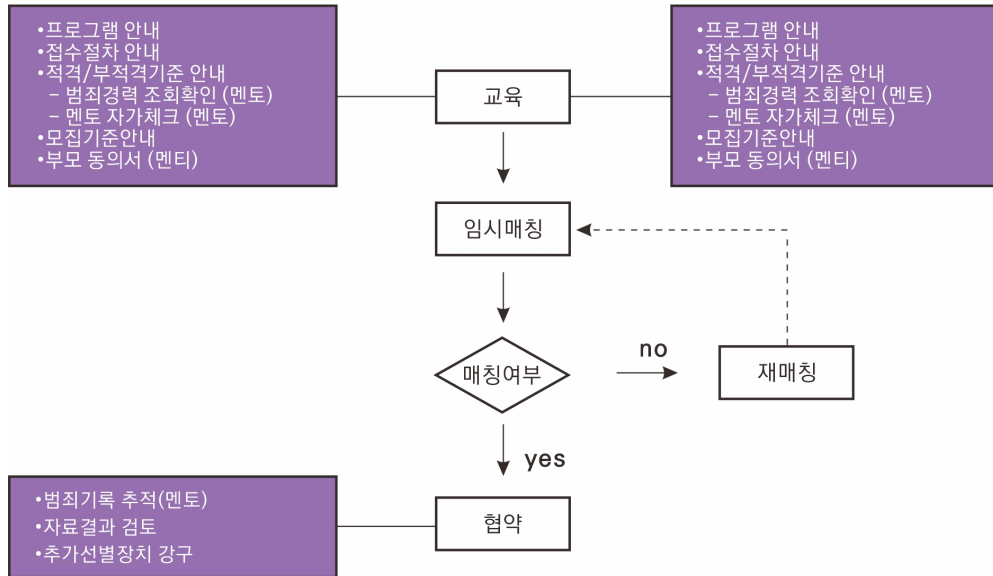 •프로그램 안내
•접수절차 안내
•적격/부적격기준 안내
– 범죄경력 조회확인 (멘토)
– 멘토 자가체크 (멘토)
•모집기준안내
•부모 동의서 (멘티)
교육
•프로그램 안내
•접수절차 안내
•적격/부적격기준 안내
– 범죄경력 조회확인 (멘토)
– 멘토 자가체크 (멘토)
•모집기준안내
•부모 동의서 (멘티)
임시매칭
매칭여부
no
재매칭
yes
•범죄기록 추적(멘토)
•자료결과 검토
•추가선별장치 강구
협약